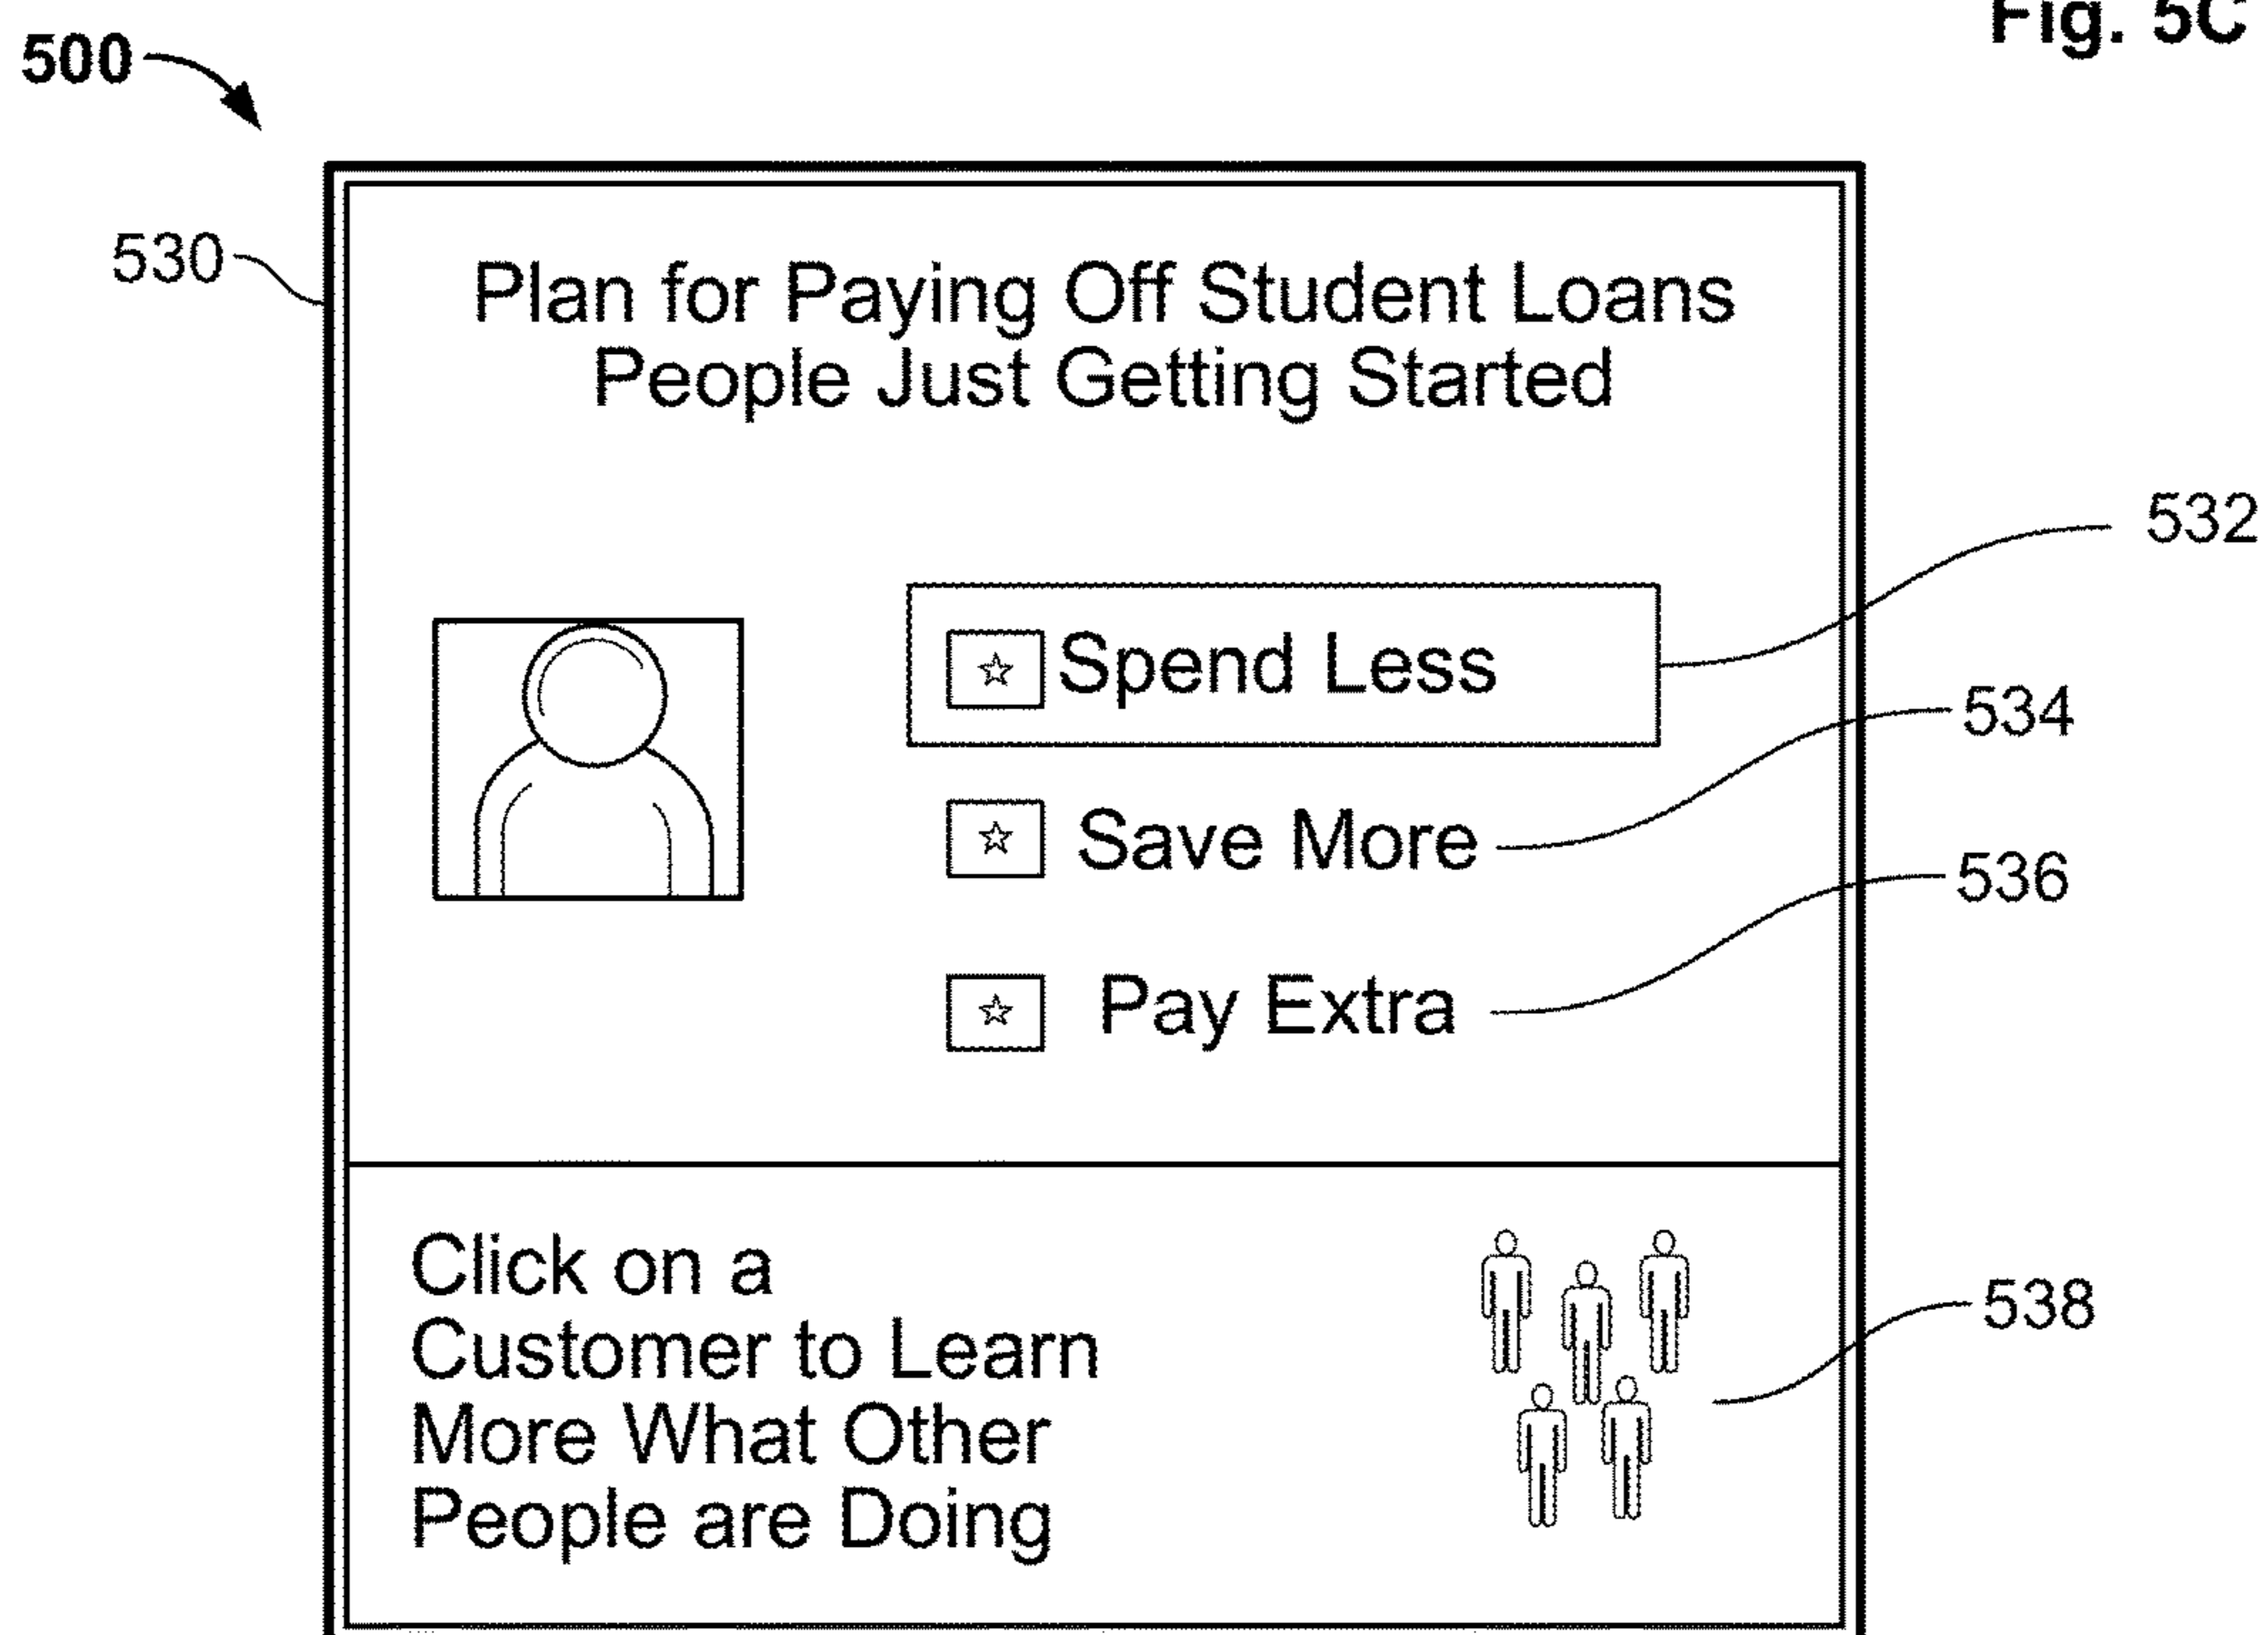 Fig. 5C
500
530
Plan for Paying Off Student Loans
People Just Getting Started
532
Spend Less
534
Save More
536
Pay Extra
Click on a
Customer to Learn
More What Other
People are Doing
538